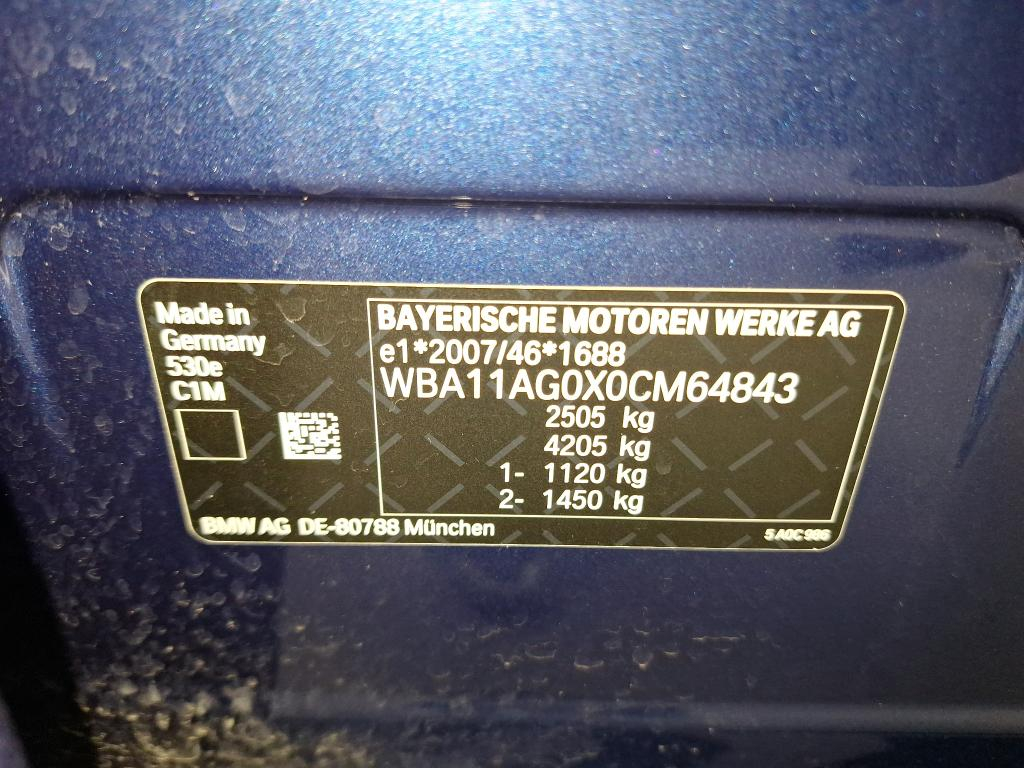 Made in
Germany
530e
C1M
BAYERISCHE MOTOREN WERKE AG
e1*2007/46*1688
WBA11AG0X0CM64843
2505 kg
4205 kg
1- 1120 kg
2- 1450 kg
BMW AG DE-80788 München
5 A0C 986